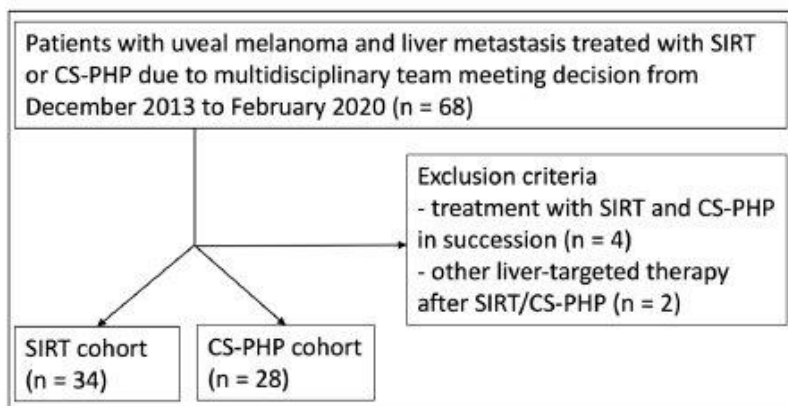 Patients with uveal melanoma and liver metastasis treated with SIRT
or CS-PHP due to multidisciplinary team meeting decision from
December 2013 to February 2020 (n = 68)
Exclusion criteria
- treatment with SIRT and CS-PHP
in succession (n = 4)
- other liver-targeted therapy
after SIRT/CS-PHP (n = 2)
SIRT cohort
(n = 34)
CS-PHP cohort
(n = 28)